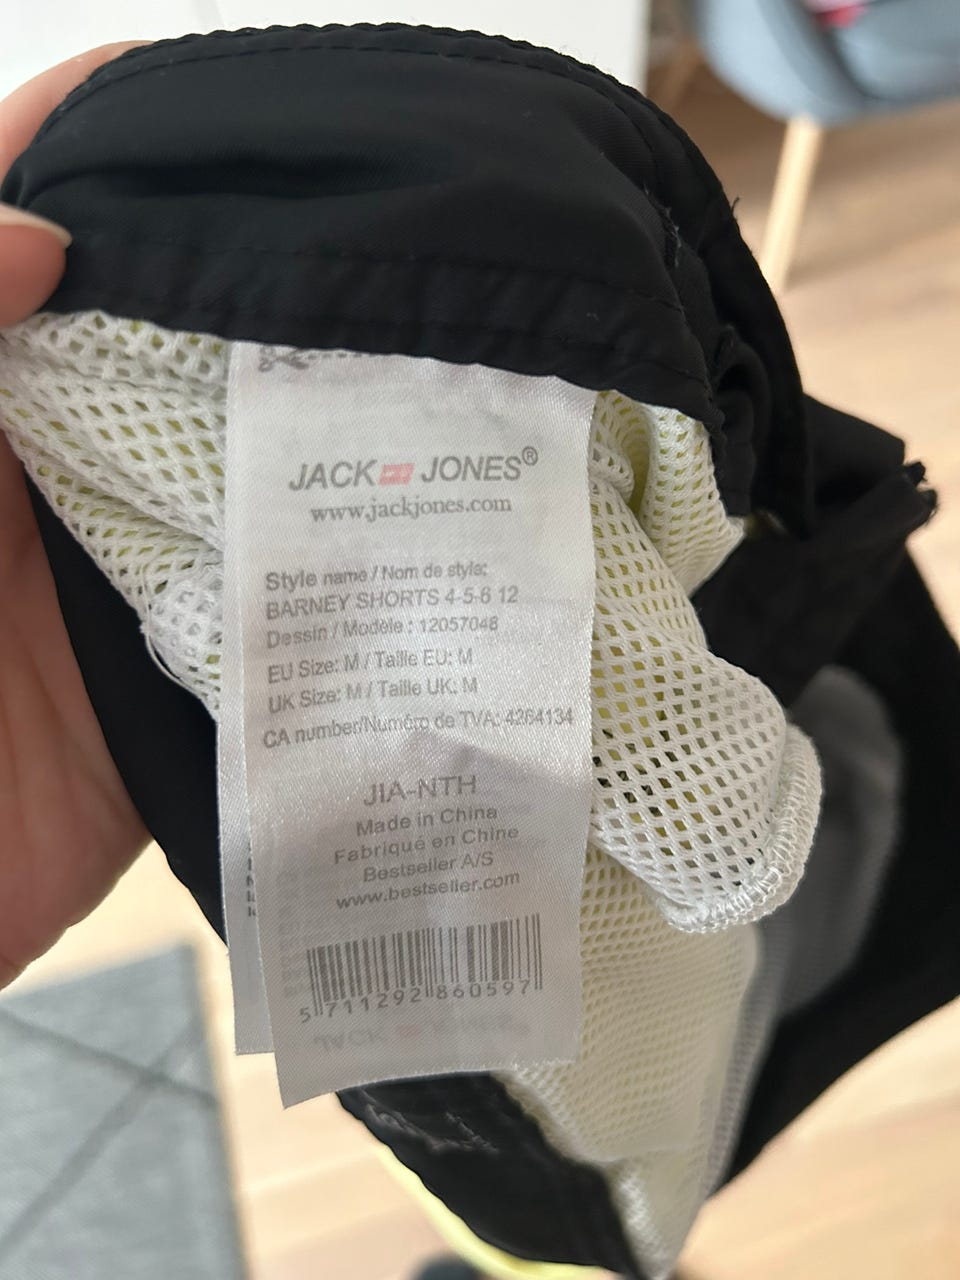 JACK JONES®
www.jackjones.com
Style name / Nom de style:
BARNEY SHORTS 4-5-6 12
Dessin / Modèle : 12057048
EU Size: M / Taille EU: M
UK Size: M / Taille UK: M
CA number/Numéro de TVA: 4264134
JIA-NTH
Made in China
Fabriqué en Chine
Bestseller A/S
www.bestseller.com
5 711292 860597